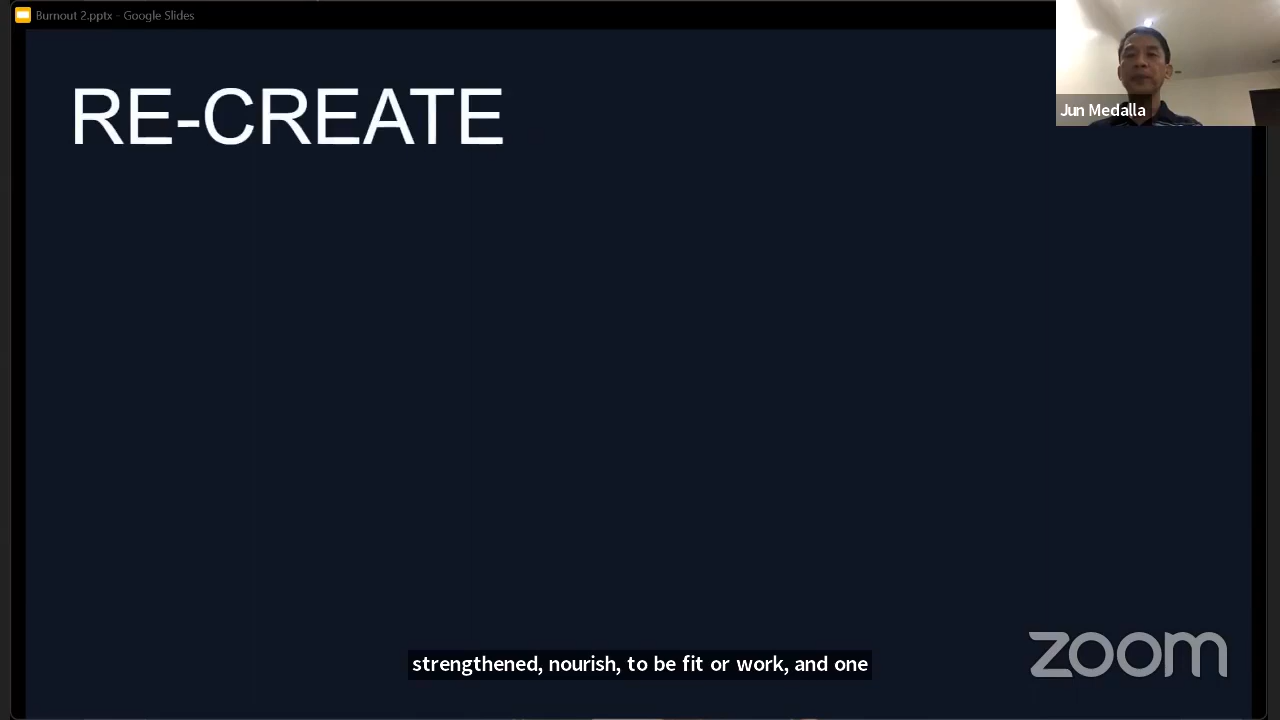 Burnout 2.pptx - Google Slides
RE-CREATE
Jun Medalla
strengthened, nourish, to be fit or work, and one
zoom